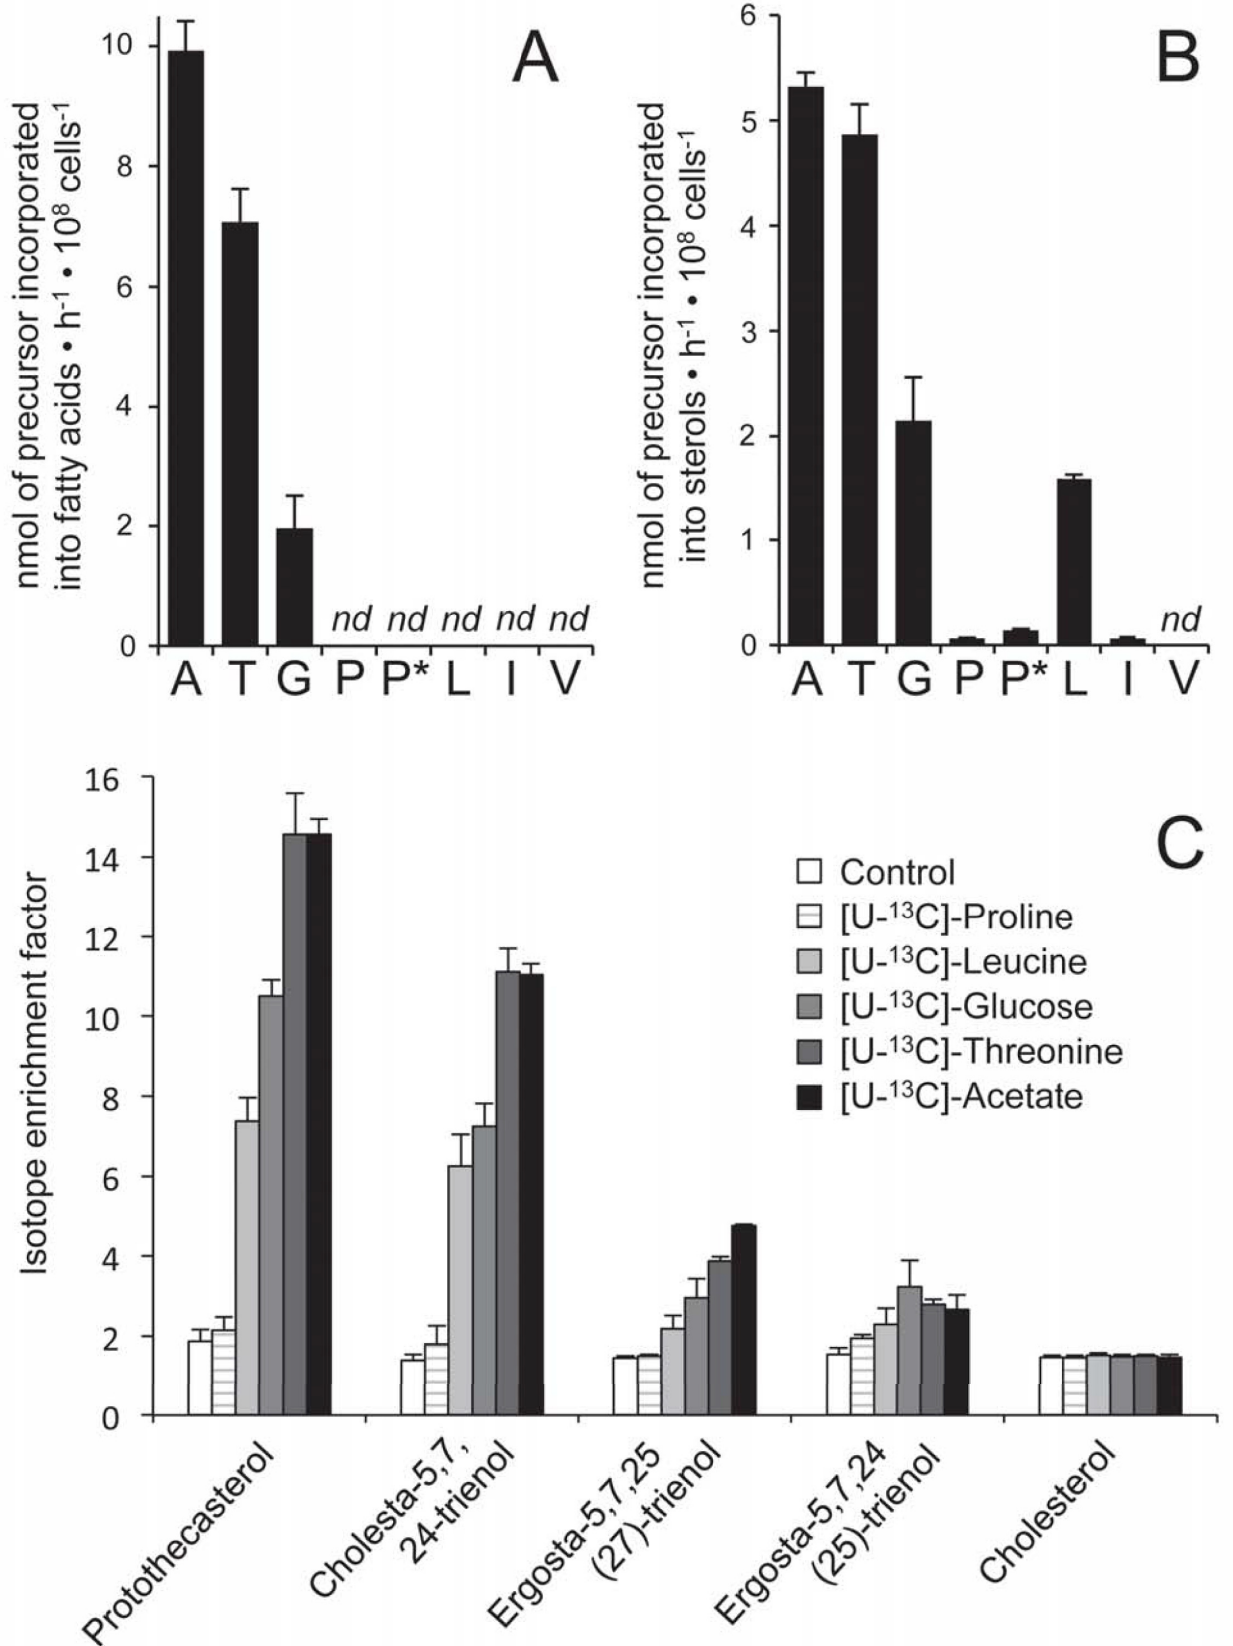 A
nmol of precursor incorporated
into fatty acids • h-1 • 10⁸ cells-1
10
8
6
4
2
0
nd nd nd nd nd
A T G P P* L I V
B
nmol of precursor incorporated
into sterols • h-1 • 10⁸ cells-1
6
5
4
3
2
1
0
nd
A T G P P* L I V
C
Isotope enrichment factor
16
14
12
10
8
6
4
2
0
Control
[U-¹³C]-Proline
[U-¹³C]-Leucine
[U-¹³C]-Glucose
[U-¹³C]-Threonine
[U-¹³C]-Acetate
Protothecasterol
Cholesta-5,7,
24-trienol
Ergosta-5,7,25
(27)-trienol
Ergosta-5,7,24
(25)-trienol
Cholesterol